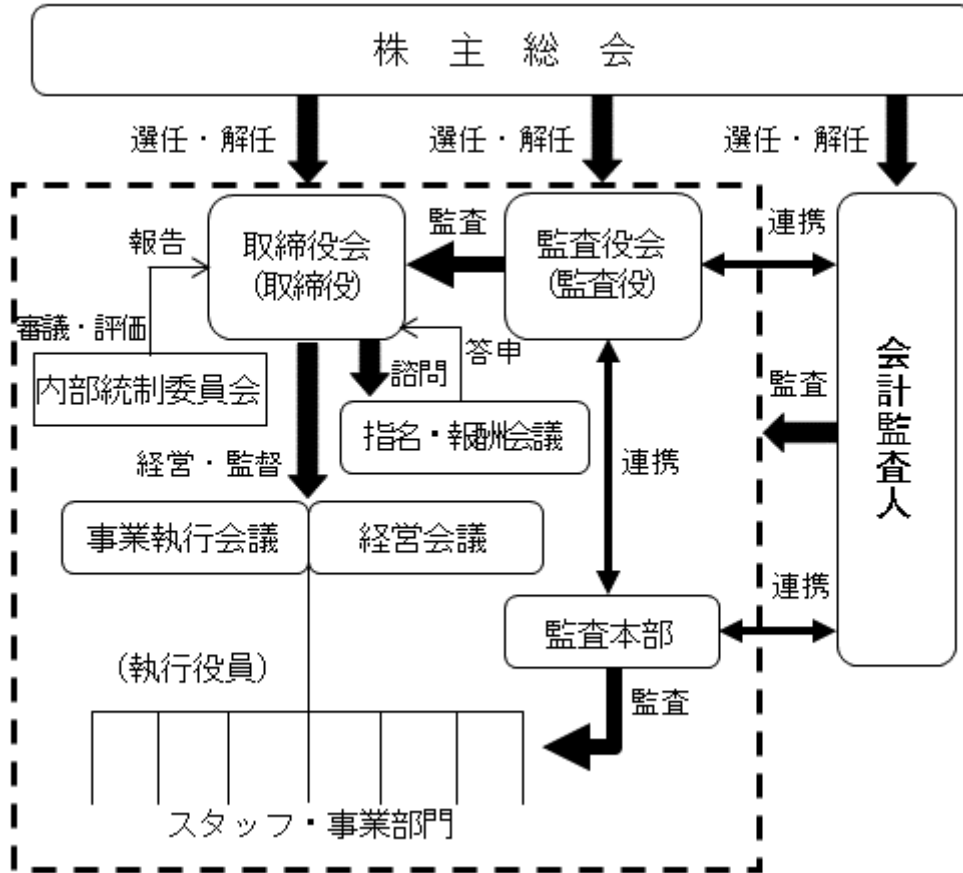 株主総会
選任・解任
選任・解任
選任・解任
報告
取締役会
(取締役)
監査
監査役会
(監査役)
連携
審議・評価
内部統制委員会
諮問
答申
指名・報酬会議
監査
会計監査人
経営・監督
連携
事業執行会議
経営会議
連携
監査本部
(執行役員)
監査
スタッフ・事業部門